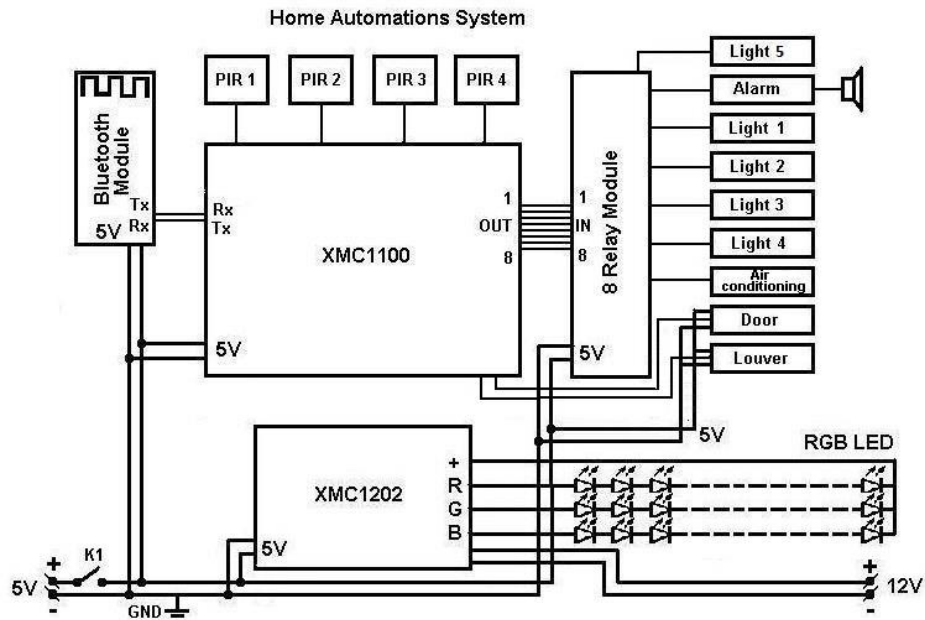 Home Automations System
PIR 1
PIR 2
PIR 3
PIR 4
Bluetooth
Module
Tx
Rx
5V
Rx
Tx
XMC1100
1
OUT
8
5V
1
IN
8
8 Relay Module
5V
Light 5
Alarm
Light 1
Light 2
Light 3
Light 4
Air
conditioning
Door
Louver
5V
RGB LED
XMC1202
+
R
G
B
5V
+
5V
-
K1
GND
+
12V
-